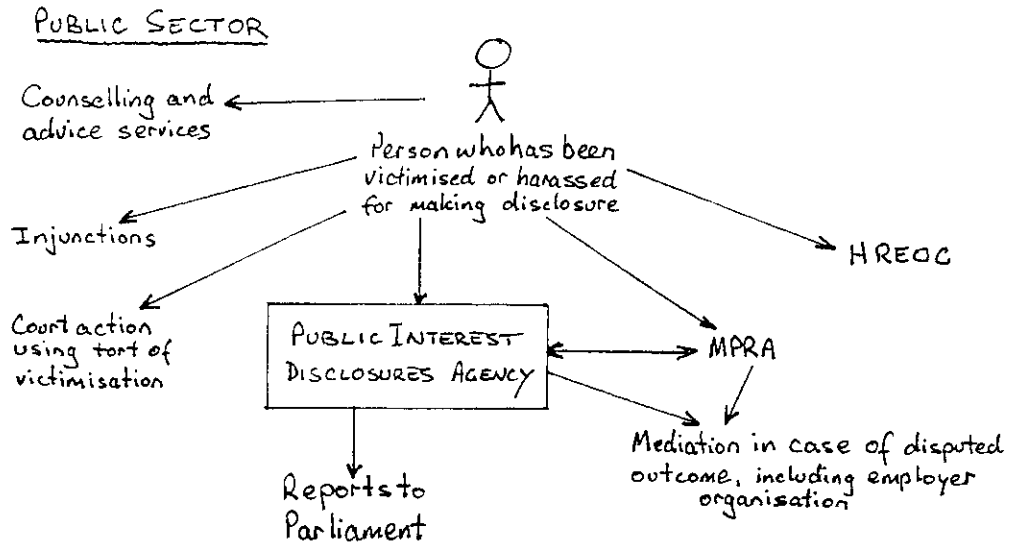 PUBLIC SECTOR
Counselling and
advice services
Person who has been
victimised or harassed
for making disclosure
Injunctions
HREOC
Court action
using tort of
victimisation
PUBLIC INTEREST
DISCLOSURES AGENCY
MPRA
Mediation in case of disputed
outcome, including employer
organisation
Reports to
Parliament